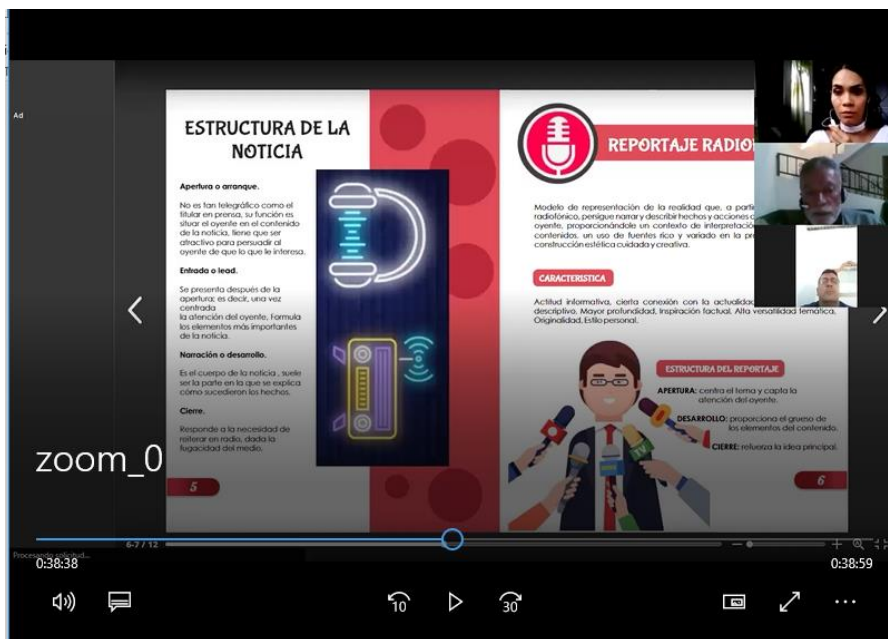 Ad
ESTRUCTURA DE LA
NOTICIA
Apertura o arranque.
No es tan telegráfico como el
titular en prensa, su función es
situar el oyente en el contenido
de la noticia, tiene que ser
atractivo para persuadir al
oyente de que lo que le interesa.
Entrada o lead.
Se presenta después de la
apertura; es decir, una vez
centrada
la atención del oyente, Formula
los elementos más importantes
de la noticia.
Narración o desarrollo.
Es el cuerpo de la noticia , suele
ser la parte en la que se explica
cómo sucedieron los hechos.
Cierre.
Responde a la necesidad de
reiterar en radio, dada la
fugacidad del medio.
5
REPORTAJE RADIO
Modelo de representación de la realidad que, a parti
radiofónico, persigue narrar y describir hechos y acciones
oyente, proporcionándole un contexto de interpretació
contenidos, un uso de fuentes rico y variado en la pr
construcción estética cuidada y creativa.
CARACTERISTICA
Actitud informativa, cierta conexión con la actualidad
descriptivo, Mayor profundidad, Inspiración factual, Alta versatilidad temática,
Originalidad, Estilo personal.
ESTRUCTURA DEL REPORTAJE
APERTURA: centra el tema y capta la
atención del oyente.
DESARROLLO: proporciona el grueso de
los elementos del contenido.
CIERRE: refuerza la idea principal.
TV
6
zoom_0
6-7 / 12
Procesando solicitud...
0:38:38
0:38:59
10
30